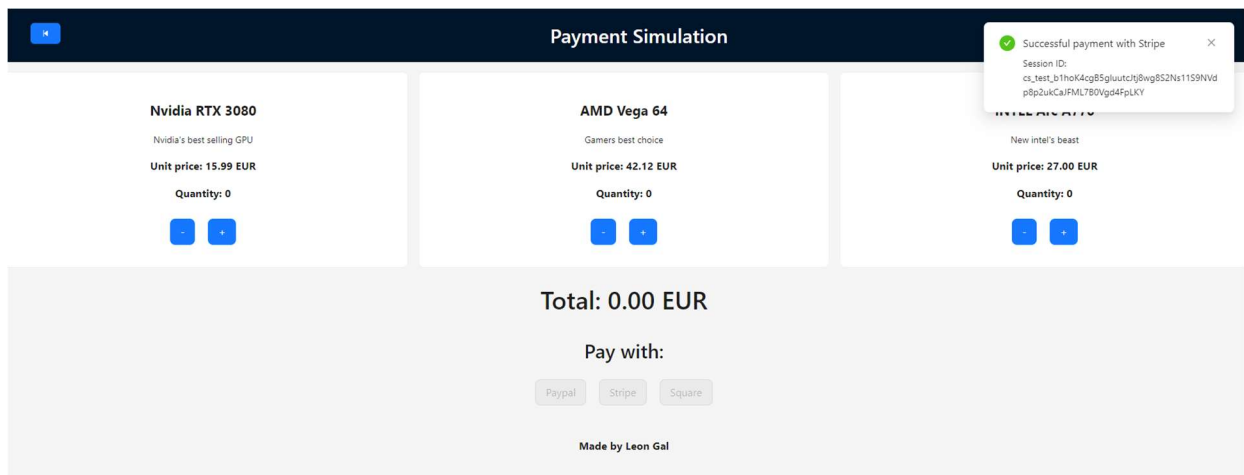 Payment Simulation
Successful payment with Stripe
Session ID:
cs_test_b1hoK4cgB5gluutcJtj8wg8S2Ns11S9NVd
p8p2ukCaJFML7B0Vgd4FpLKY
Nvidia RTX 3080
Nvidia's best selling GPU
Unit price: 15.99 EUR
Quantity: 0
-
+
AMD Vega 64
Gamers best choice
Unit price: 42.12 EUR
Quantity: 0
-
+
INTEL Arc A770
New intel's beast
Unit price: 27.00 EUR
Quantity: 0
-
+
Total: 0.00 EUR
Pay with:
Paypal
Stripe
Square
Made by Leon Gal